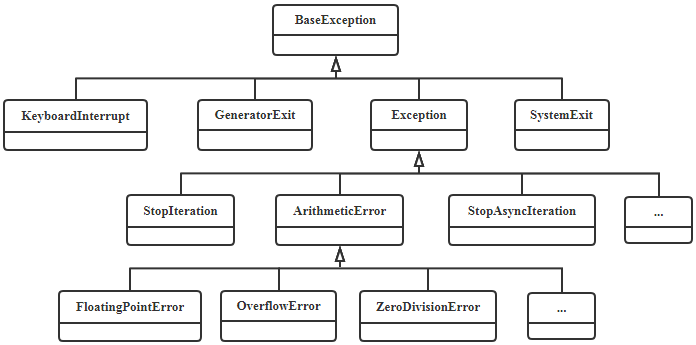 BaseException
KeyboardInterrupt
GeneratorExit
Exception
SystemExit
StopIteration
ArithmeticError
StopAsyncIteration
...
FloatingPointError
OverflowError
ZeroDivisionError
...